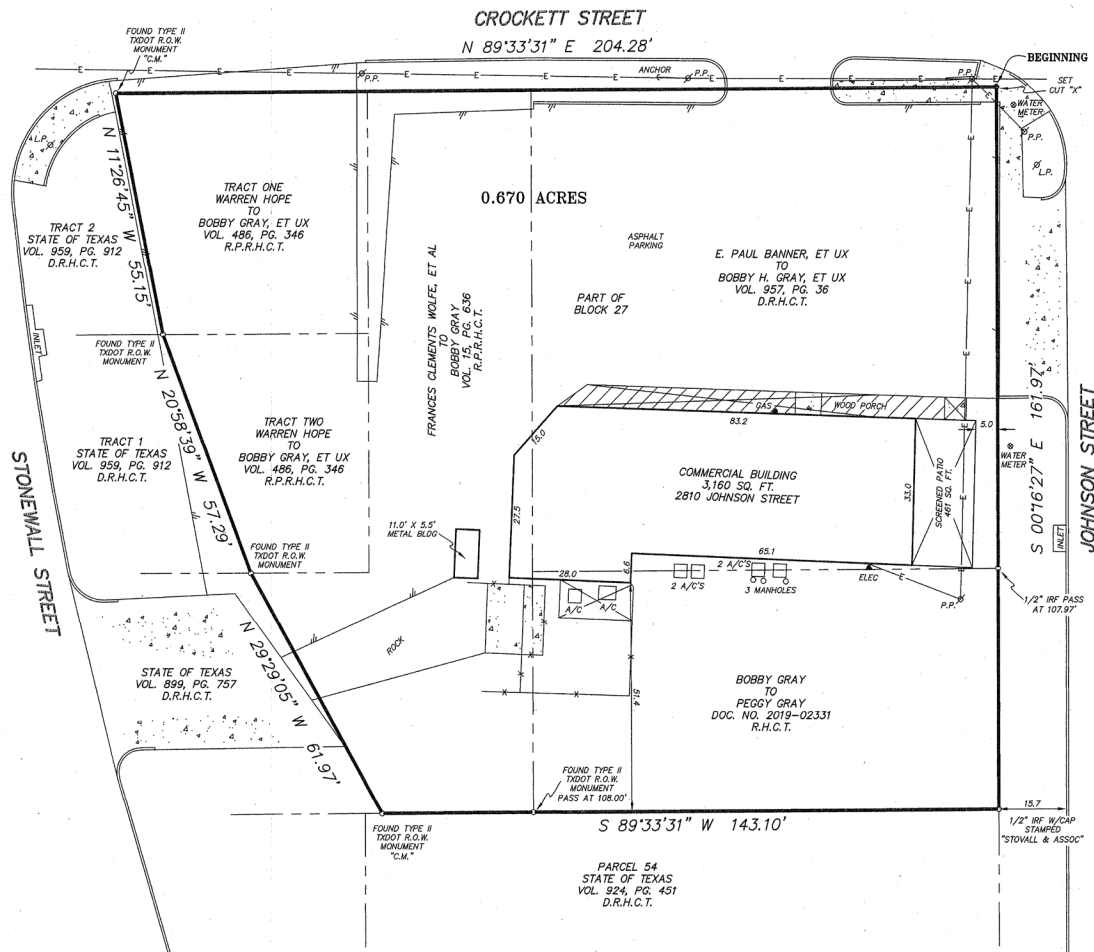 CROCKETT STREET
N 89°33'31" E 204.28'
FOUND TYPE II
TXDOT R.O.W.
MONUMENT
"C.M."
E
E
E
E
P.P.
E
ANCHOR
P.P.
E
E
E
P.P.
E
BEGINNING
SET
CUT "X"
WATER
METER
P.P.
L.P.
L.P.
E
N 11°26'45" W 55.15'
TRACT ONE
WARREN HOPE
TO
BOBBY GRAY, ET UX
VOL. 486, PG. 346
R.P.R.H.C.T.
0.670 ACRES
TRACT 2
STATE OF TEXAS
VOL. 959, PG. 912
D.R.H.C.T.
ASPHALT
PARKING
E. PAUL BANNER, ET UX
TO
BOBBY H. GRAY, ET UX
VOL. 957, PG. 36
D.R.H.C.T.
PART OF
BLOCK 27
FRANCES CLEMENTS WOLFE, ET AL
TO
BOBBY GRAY
VOL. 15, PG. 636
R.P.R.H.C.T.
INLET
FOUND TYPE II
TXDOT R.O.W.
MONUMENT
N 20°58'39" W 57.29'
S 00°16'27" E 161.97'
JOHNSON STREET
GAS
WOOD PORCH
83.2
5.0
15.0
TRACT TWO
WARREN HOPE
TO
BOBBY GRAY, ET UX
VOL. 486, PG. 346
R.P.R.H.C.T.
TRACT 1
STATE OF TEXAS
VOL. 959, PG. 912
D.R.H.C.T.
WATER
METER
COMMERCIAL BUILDING
3,160 SQ. FT.
2810 JOHNSON STREET
33.0
SCREENED PATIO
461 SQ. FT.
E
27.5
STONEWALL STREET
11.0' X 5.5'
METAL BLDG
INLET
FOUND TYPE II
TXDOT R.O.W.
MONUMENT
28.0
6.6
65.1
2 A/C'S
2 A/C'S
3 MANHOLES
ELEC
E
P.P.
A/C
A/C
1/2" IRF PASS
AT 107.97'
N 29°29'05" W 61.97'
ROCK
STATE OF TEXAS
VOL. 899, PG. 757
D.R.H.C.T.
BOBBY GRAY
TO
PEGGY GRAY
DOC. NO. 2019-02331
R.H.C.T.
51.4
FOUND TYPE II
TXDOT R.O.W.
MONUMENT
PASS AT 108.00'
15.7
S 89°33'31" W 143.10'
FOUND TYPE II
TXDOT R.O.W.
MONUMENT
"C.M."
1/2" IRF W/CAP
STAMPED
"STOVALL & ASSOC"
PARCEL 54
STATE OF TEXAS
VOL. 924, PG. 451
D.R.H.C.T.